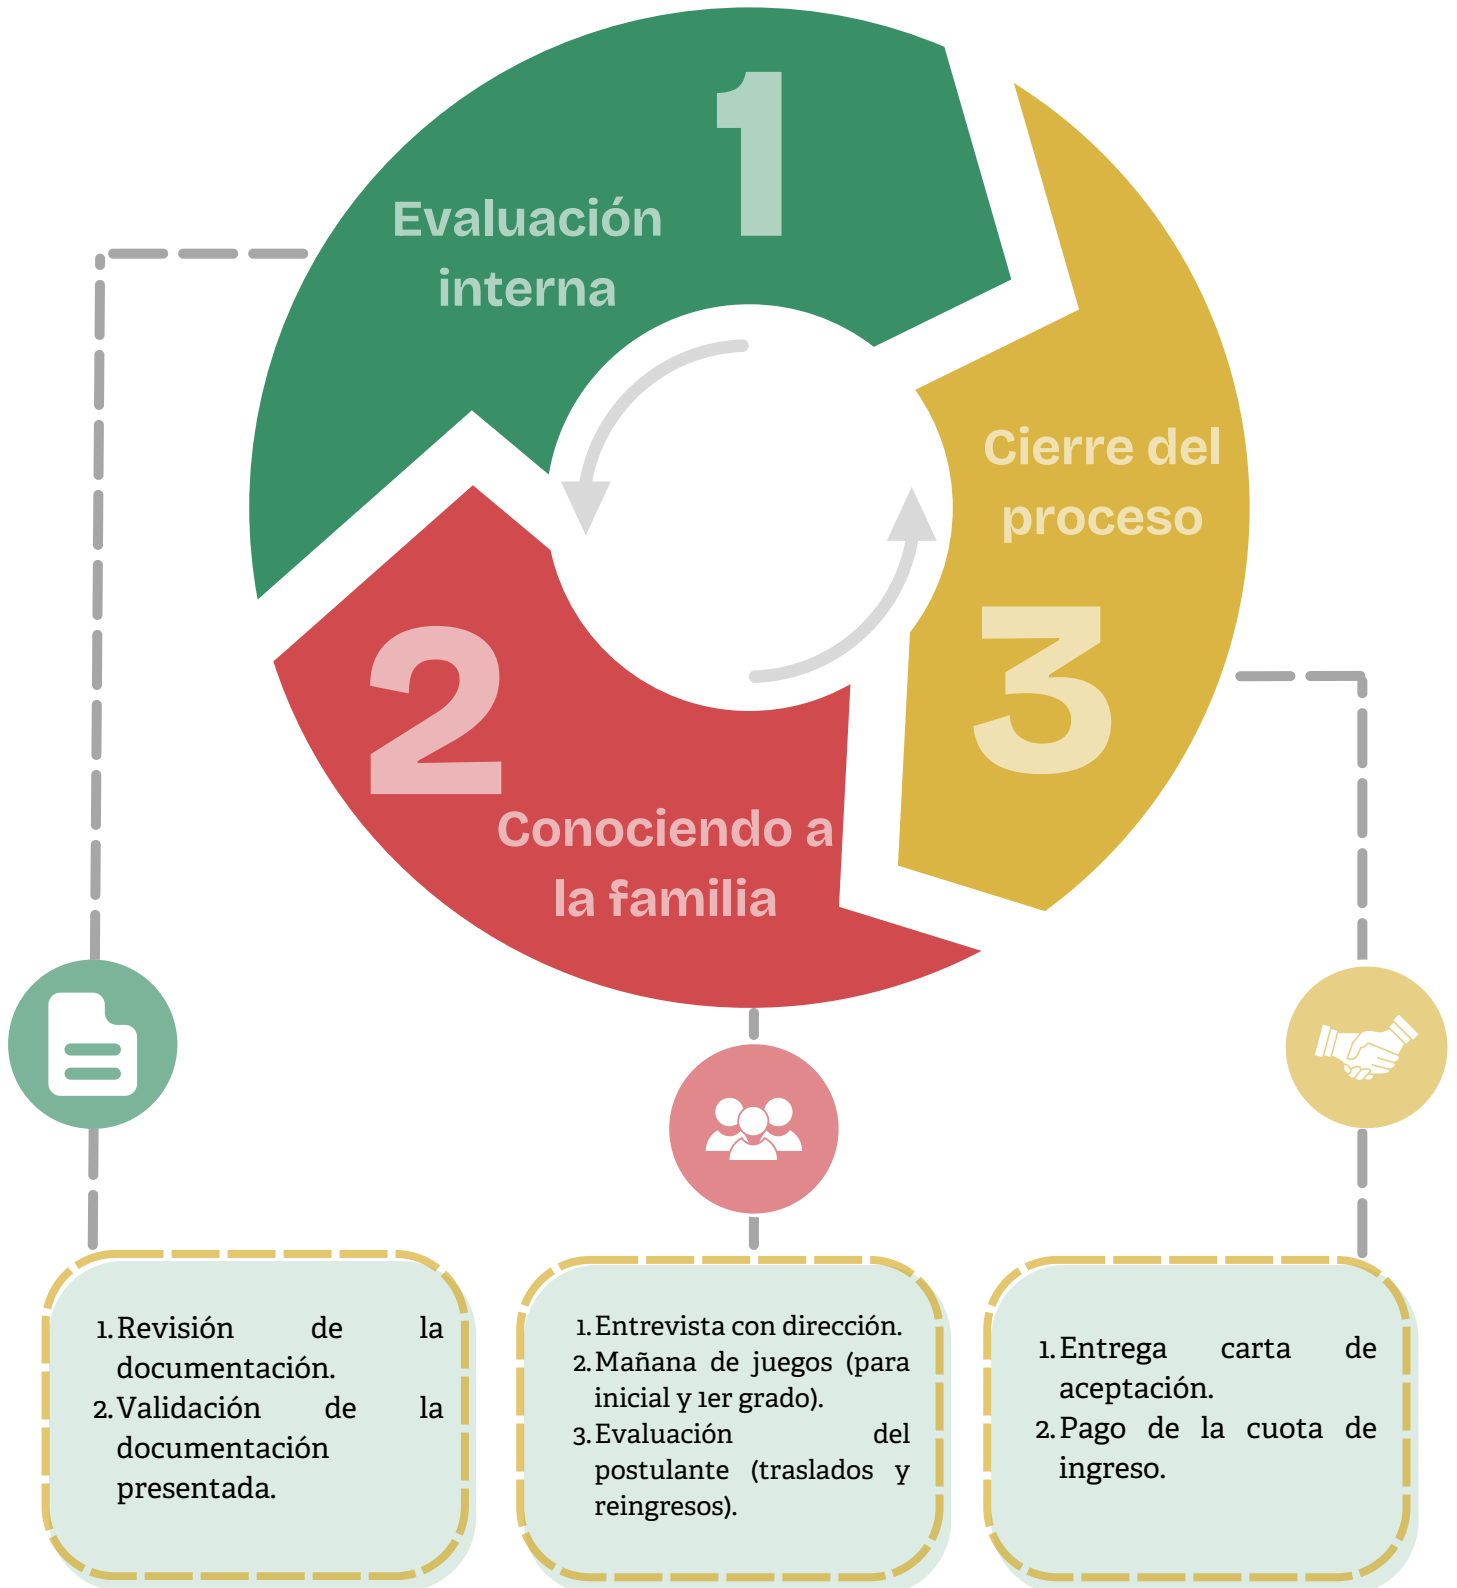 1
Evaluación
interna
2
Conociendo a
la familia
Cierre del
proceso
3
1. Revisión de la
documentación.
2. Validación de la
documentación
presentada.
1. Entrevista con dirección.
2. Mañana de juegos (para
inicial y 1er grado).
3. Evaluación del
postulante (traslados y
reingresos).
1. Entrega carta de
aceptación.
2. Pago de la cuota de
ingreso.